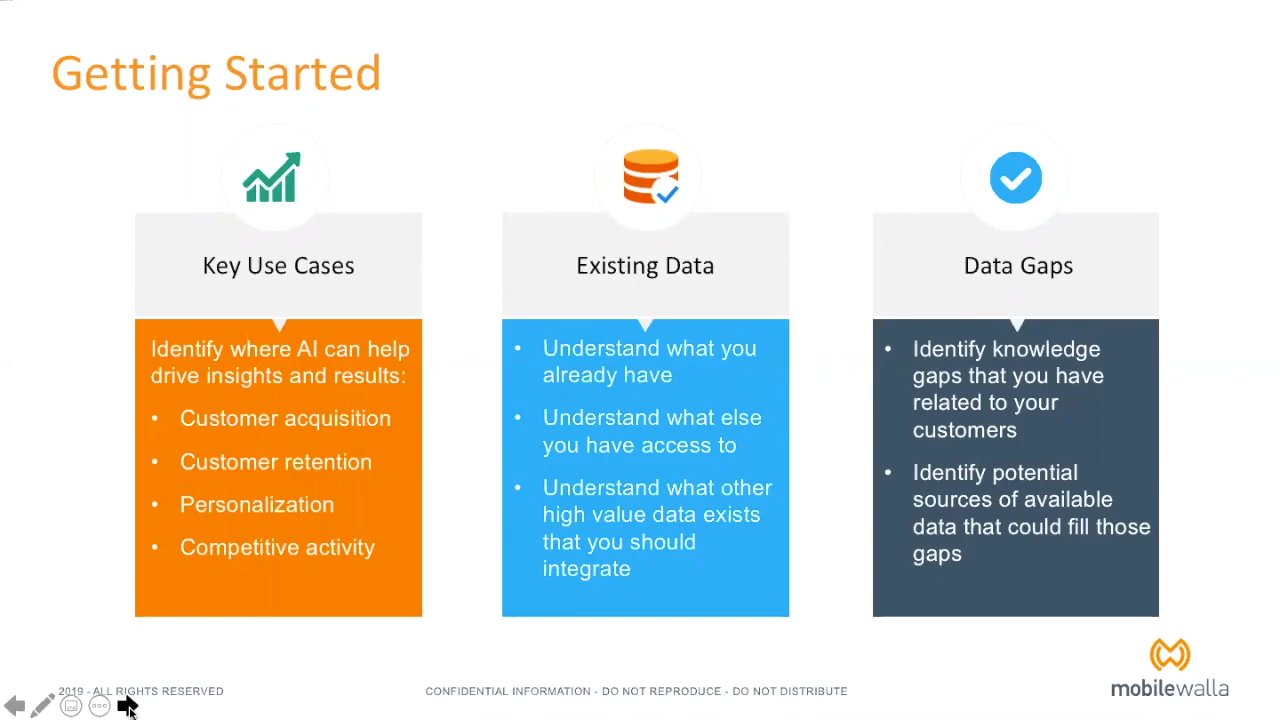 Getting Started
Key Use Cases
Identify where AI can help
drive insights and results:
• Customer acquisition
• Customer retention
• Personalization
• Competitive activity
Existing Data
• Understand what you
already have
• Understand what else
you have access to
• Understand what other
high value data exists
that you should
integrate
Data Gaps
• Identify knowledge
gaps that you have
related to your
customers
• Identify potential
sources of available
data that could fill those
gaps
2019 - ALL RIGHTS RESERVED
CONFIDENTIAL INFORMATION - DO NOT REPRODUCE - DO NOT DISTRIBUTE
mobilewalla